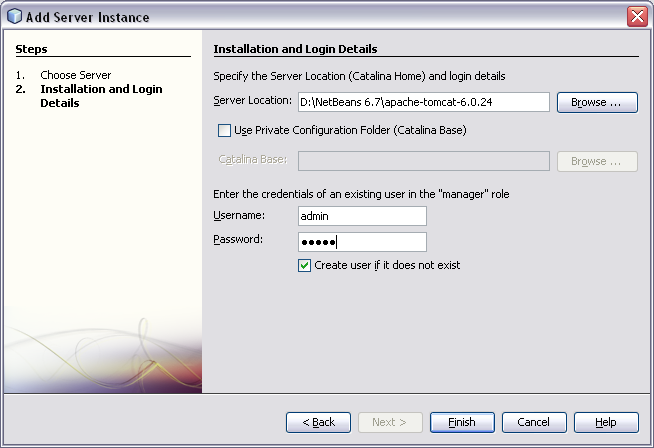 Add Server Instance
Steps
1. Choose Server
2. Installation and Login
Details
Installation and Login Details
Specify the Server Location (Catalina Home) and login details
Server Location: D:\NetBeans 6.7\apache-tomcat-6.0.24 Browse ...
Use Private Configuration Folder (Catalina Base)
Catalina Base: Browse ...
Enter the credentials of an existing user in the "manager" role
Username: admin
Password: •••••
Create user if it does not exist
< Back Next > Finish Cancel Help